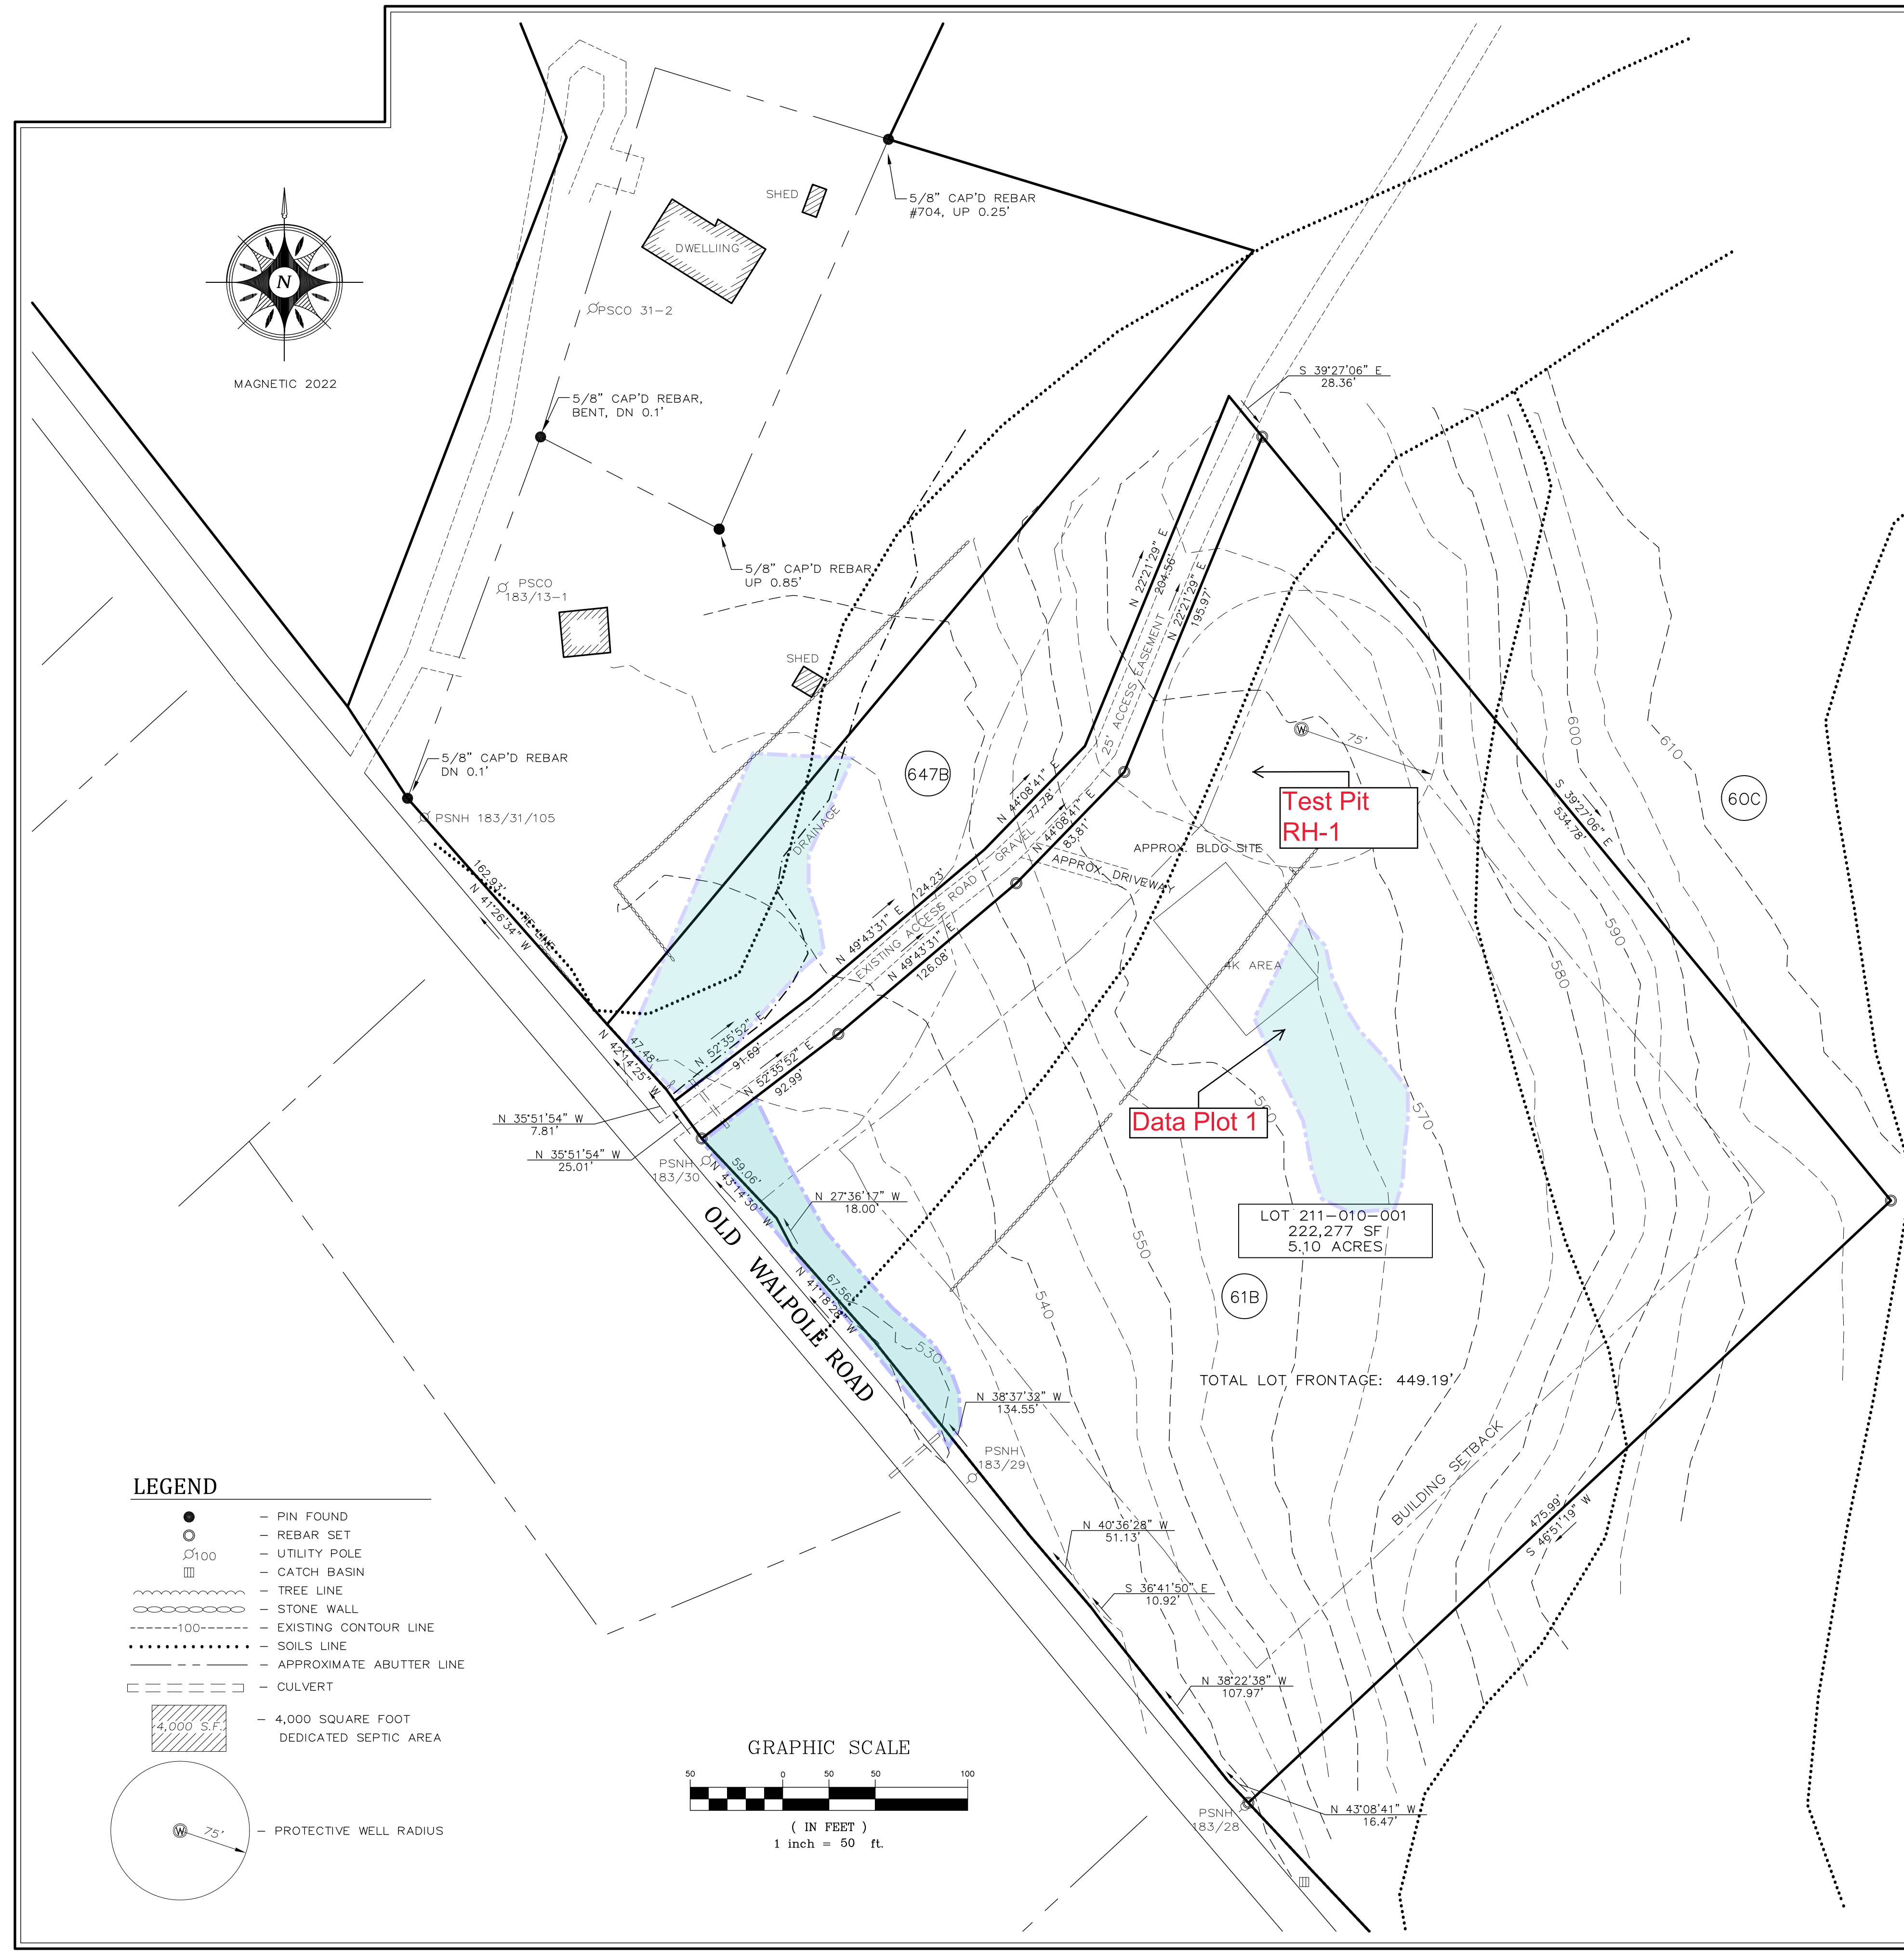 SHED
5/8" CAP'D REBAR
#704, UP 0.25'
DWELLIING
N
PSCO 31-2
MAGNETIC 2022
S 39°27'06" E
28.36'
5/8" CAP'D REBAR,
BENT, DN 0.1'
5/8" CAP'D REBAR,
UP 0.85'
PSCO
183/13-1
N 22°21'29" E
204.56'
N 22°21'29" E
195.97'
25' ACCESS EASEMENT
SHED
600
610
W
75'
5/8" CAP'D REBAR
DN 0.1'
647B
60C
S 39°27'06" E
534.78'
Test Pit
RH-1
PSNH 183/31/105
DRAINAGE
N 44°08'41" E
77.78'
GRAVEL
N 44°08'41" E
83.81'
APPROX. BLDG SITE
APPROX. DRIVEWAY
162.93'
N 41°26'34" W
TIE LINE
N 49°43'31" E 124.23'
EXISTING ACCESS ROAD
N 49°43'31" E
126.08'
4K AREA
590
580
N 52°35'52" E
91.69'
N 52°35'52" E
92.99'
47.48'
N 42°14'25" W
570
Data Plot 1
N 35°51'54" W
7.81'
N 35°51'54" W
25.01'
PSNH
183/30
59.06'
N 43°14'30" W
N 27°36'17" W
18.00'
LOT 211-010-001
222,277 SF
5.10 ACRES
OLD WALPOLE ROAD
67.56'
N 41°18'28" W
550
540
530
61B
TOTAL LOT FRONTAGE: 449.19'
N 38°37'32" W
134.55'
PSNH
183/29
BUILDING SETBACK
475.99'
S 46°51'19" W
N 40°36'28" W
51.13'
S 36°41'50" E
10.92'
N 38°22'38" W
107.97'
N 43°08'41" W
16.47'
PSNH
183/28
LEGEND
- PIN FOUND
- REBAR SET
100 - UTILITY POLE
- CATCH BASIN
- TREE LINE
- STONE WALL
100 - EXISTING CONTOUR LINE
- SOILS LINE
- APPROXIMATE ABUTTER LINE
- CULVERT
4,000 S.F. - 4,000 SQUARE FOOT
DEDICATED SEPTIC AREA
W 75' - PROTECTIVE WELL RADIUS
GRAPHIC SCALE
50 0 50 50 100
( IN FEET )
1 inch = 50 ft.